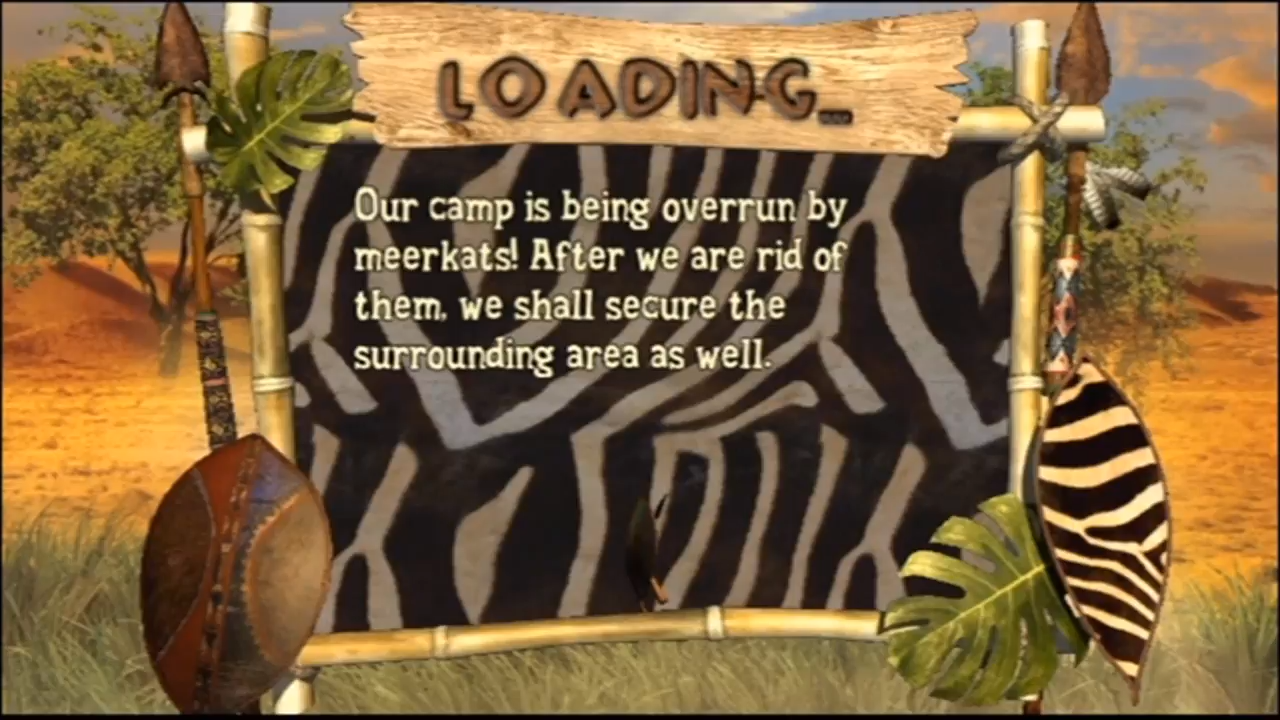 LOADING...
Our camp is being overrun by
meerkats! After we are rid of
them, we shall secure the
surrounding area as well.